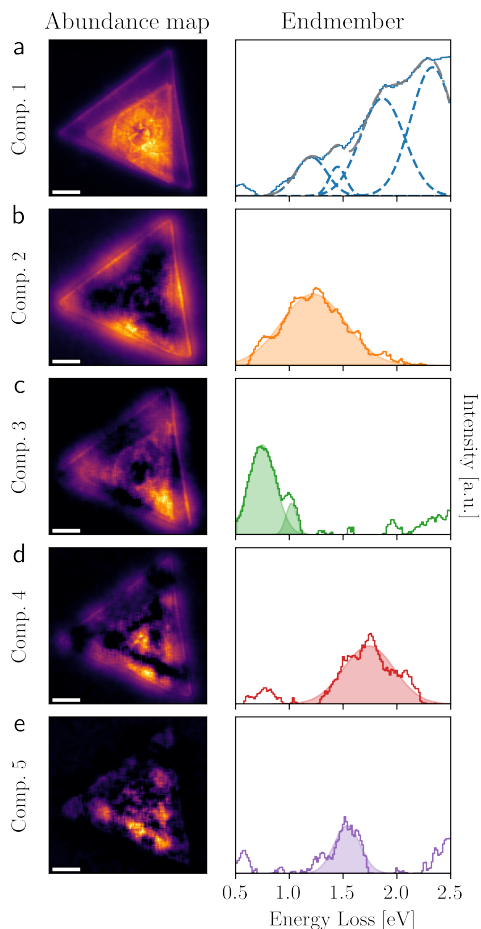 Abundance map Endmember
a
Comp. 1
b
Comp. 2
c
Comp. 3
Intensity [a.u.]
d
Comp. 4
e
Comp. 5
0.5 1.0 1.5 2.0 2.5
Energy Loss [eV]